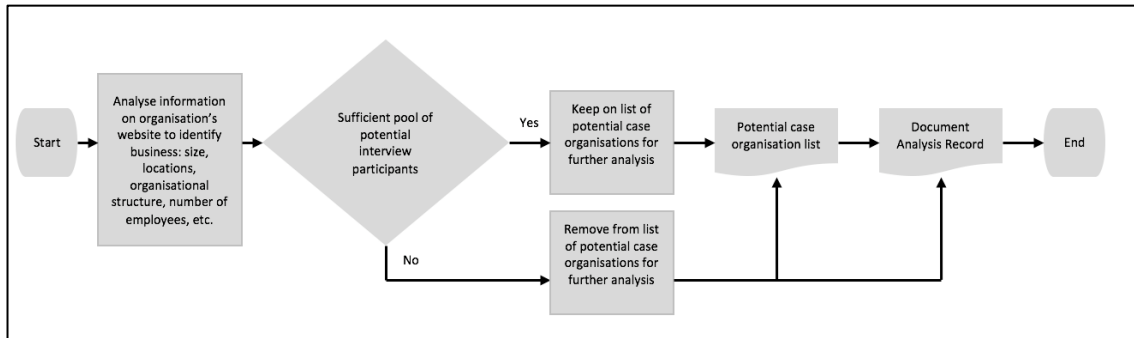 Start
Analyse information
on organisation's
website to identify
business: size,
locations,
organisational
structure, number of
employees, etc.
Sufficient pool of
potential
interview
participants
Yes
Keep on list of
potential case
organisations for
further analysis
Potential case
organisation list
Document
Analysis Record
End
No
Remove from list
of potential case
organisations for
further analysis